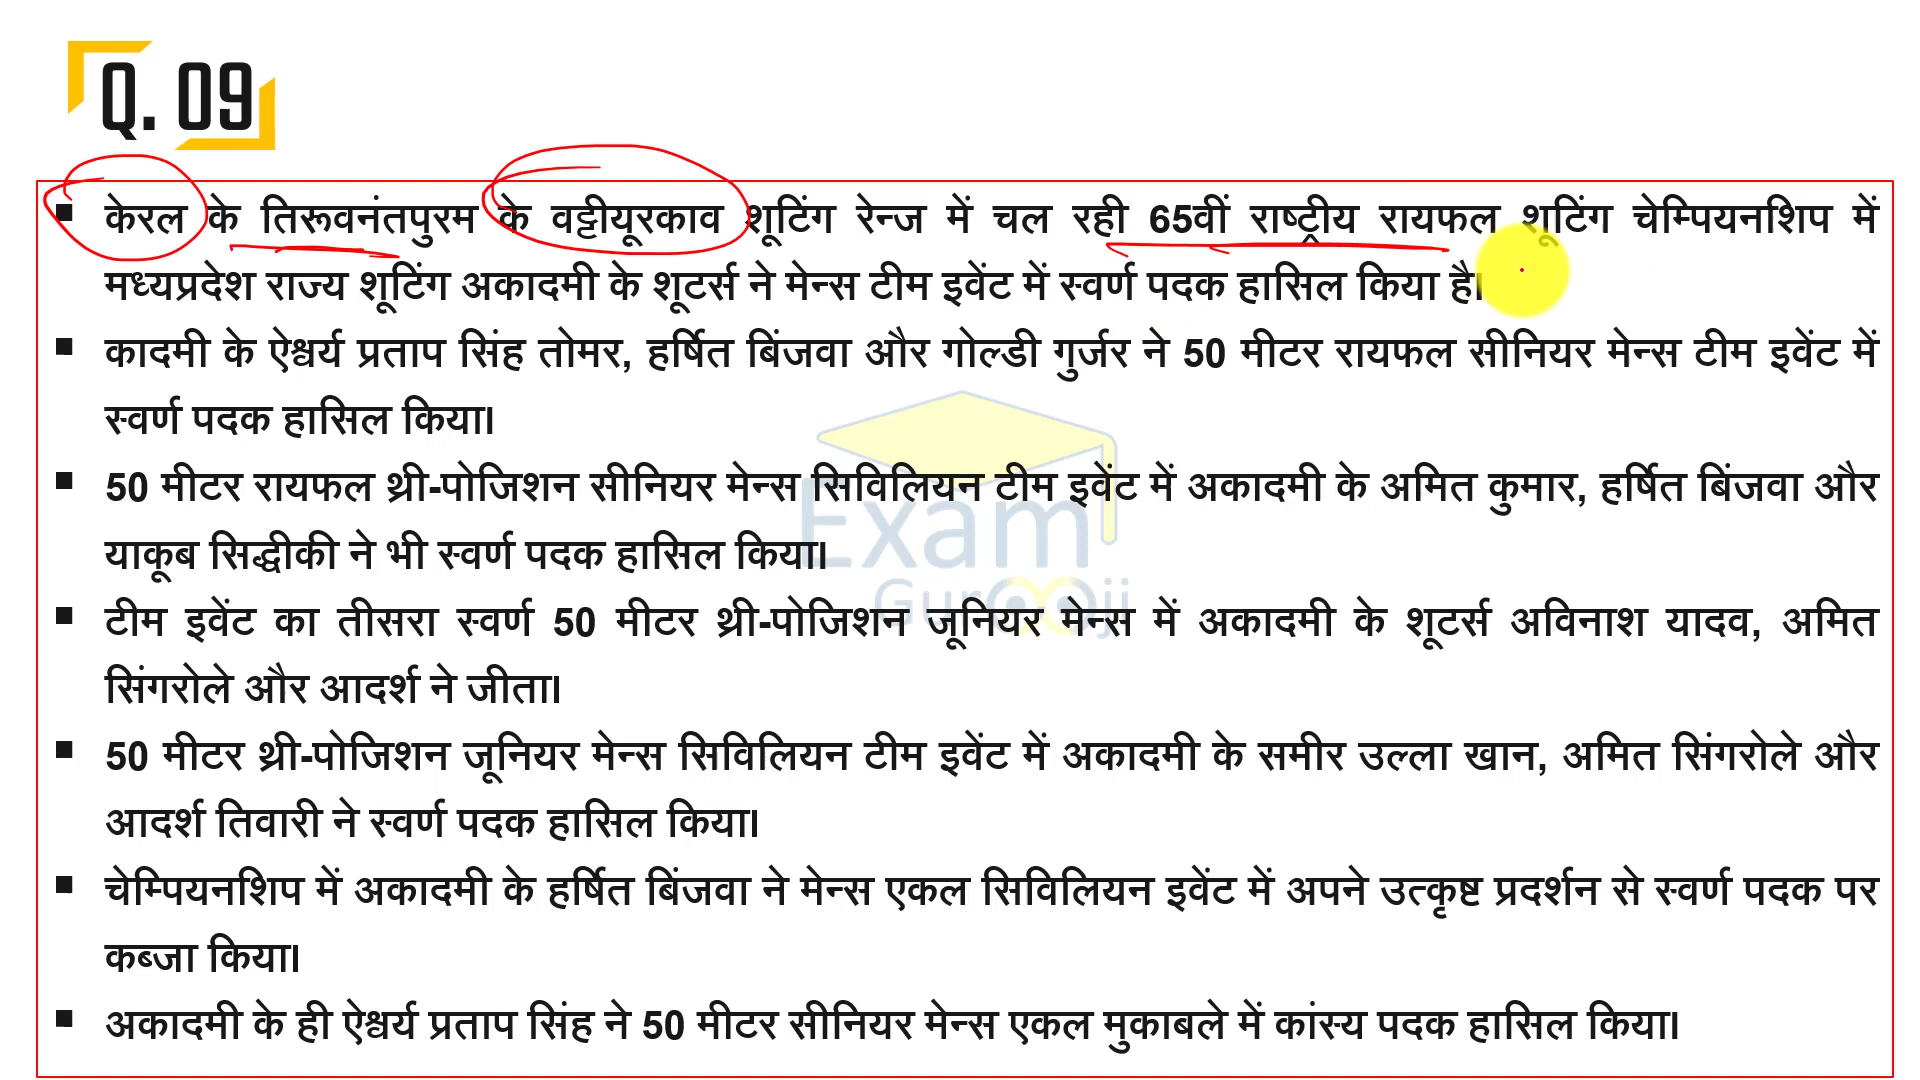 Q. 09
केरल के तिरूवनंतपुरम के वट्टीयूरकाव शूटिंग रेन्ज में चल रही 65वीं राष्ट्रीय रायफल शूटिंग चेम्पियनशिप में
मध्यप्रदेश राज्य शूटिंग अकादमी के शूटर्स ने मेन्स टीम इवेंट में स्वर्ण पदक हासिल किया है।
कादमी के ऐश्वर्य प्रताप सिंह तोमर, हर्षित बिंजवा और गोल्डी गुर्जर ने 50 मीटर रायफल सीनियर मेन्स टीम इवेंट में
स्वर्ण पदक हासिल किया।
50 मीटर रायफल थ्री-पोजिशन सीनियर मेन्स सिविलियन टीम इवेंट में अकादमी के अमित कुमार, हर्षित बिंजवा और
याकूब सिद्धीकी ने भी स्वर्ण पदक हासिल किया।
टीम इवेंट का तीसरा स्वर्ण 50 मीटर थ्री-पोजिशन जूनियर मेन्स में अकादमी के शूटर्स अविनाश यादव, अमित
सिंगरोले और आदर्श ने जीता।
50 मीटर थ्री-पोजिशन जूनियर मेन्स सिविलियन टीम इवेंट में अकादमी के समीर उल्ला खान, अमित सिंगरोले और
आदर्श तिवारी ने स्वर्ण पदक हासिल किया।
चेम्पियनशिप में अकादमी के हर्षित बिंजवा ने मेन्स एकल सिविलियन इवेंट में अपने उत्कृष्ट प्रदर्शन से स्वर्ण पदक पर
कब्जा किया।
अकादमी के ही ऐश्वर्य प्रताप सिंह ने 50 मीटर सीनियर मेन्स एकल मुकाबले में कांस्य पदक हासिल किया।
Exam
Gurooji